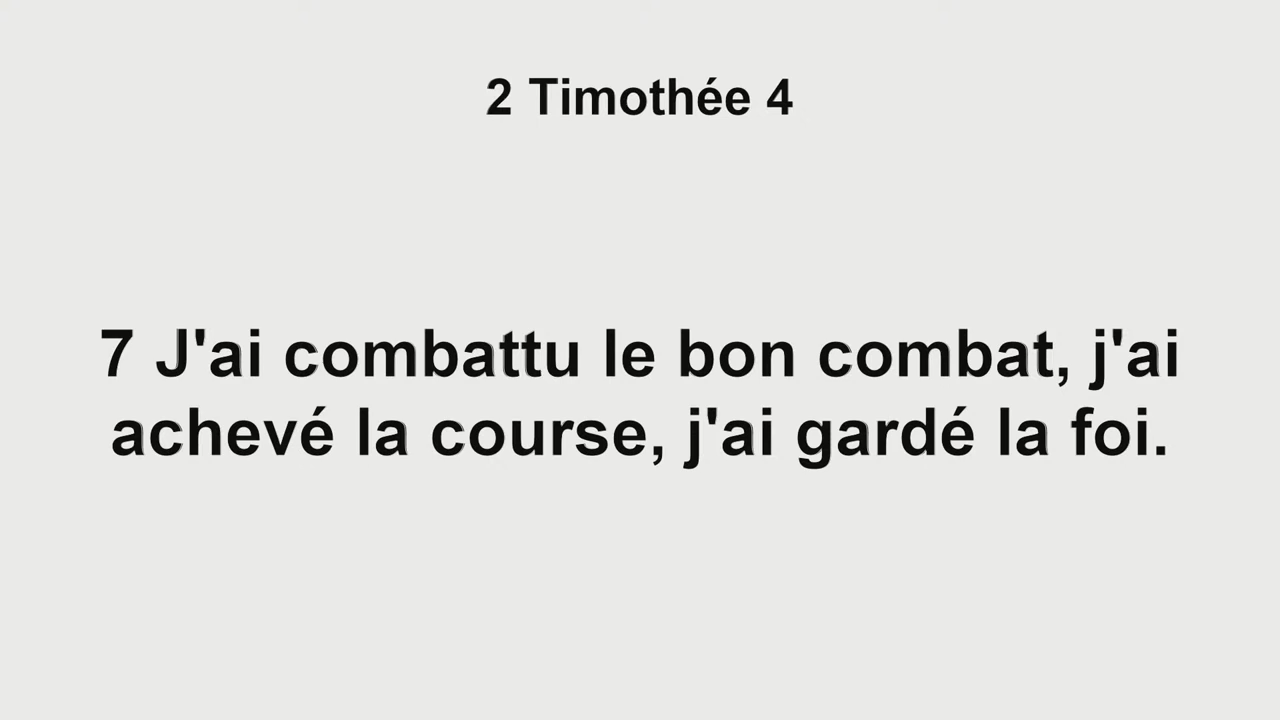 2 Timothée 4
7 J'ai combattu le bon combat, j'ai
achevé la course, j'ai gardé la foi.